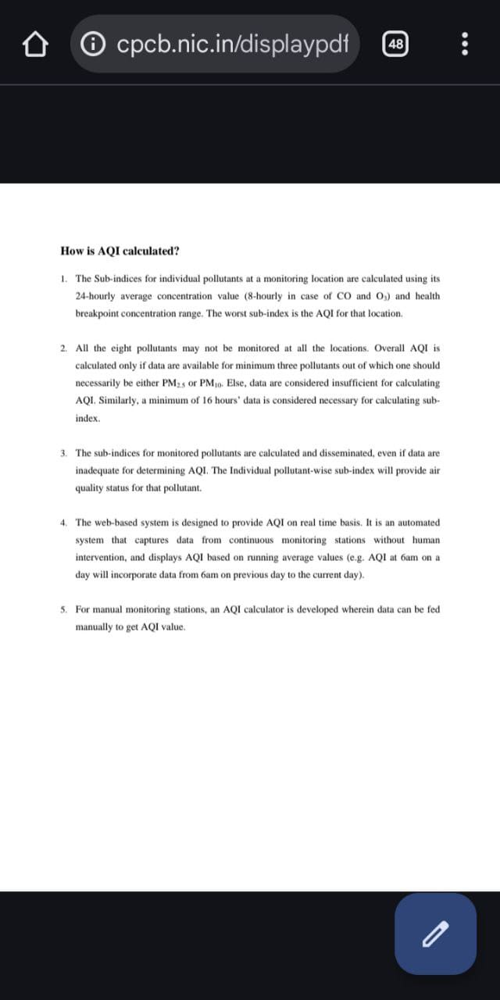 cpcb.nic.in/displaypdf
48
How is AQI calculated?
1. The Sub-indices for individual pollutants at a monitoring location are calculated using its
24-hourly average concentration value (8-hourly in case of CO and O₃) and health
breakpoint concentration range. The worst sub-index is the AQI for that location.
2. All the eight pollutants may not be monitored at all the locations. Overall AQI is
calculated only if data are available for minimum three pollutants out of which one should
necessarily be either PM₂.₅ or PM₁₀. Else, data are considered insufficient for calculating
AQI. Similarly, a minimum of 16 hours' data is considered necessary for calculating sub-
index.
3. The sub-indices for monitored pollutants are calculated and disseminated, even if data are
inadequate for determining AQI. The Individual pollutant-wise sub-index will provide air
quality status for that pollutant.
4. The web-based system is designed to provide AQI on real time basis. It is an automated
system that captures data from continuous monitoring stations without human
intervention, and displays AQI based on running average values (e.g. AQI at 6am on a
day will incorporate data from 6am on previous day to the current day).
5. For manual monitoring stations, an AQI calculator is developed wherein data can be fed
manually to get AQI value.